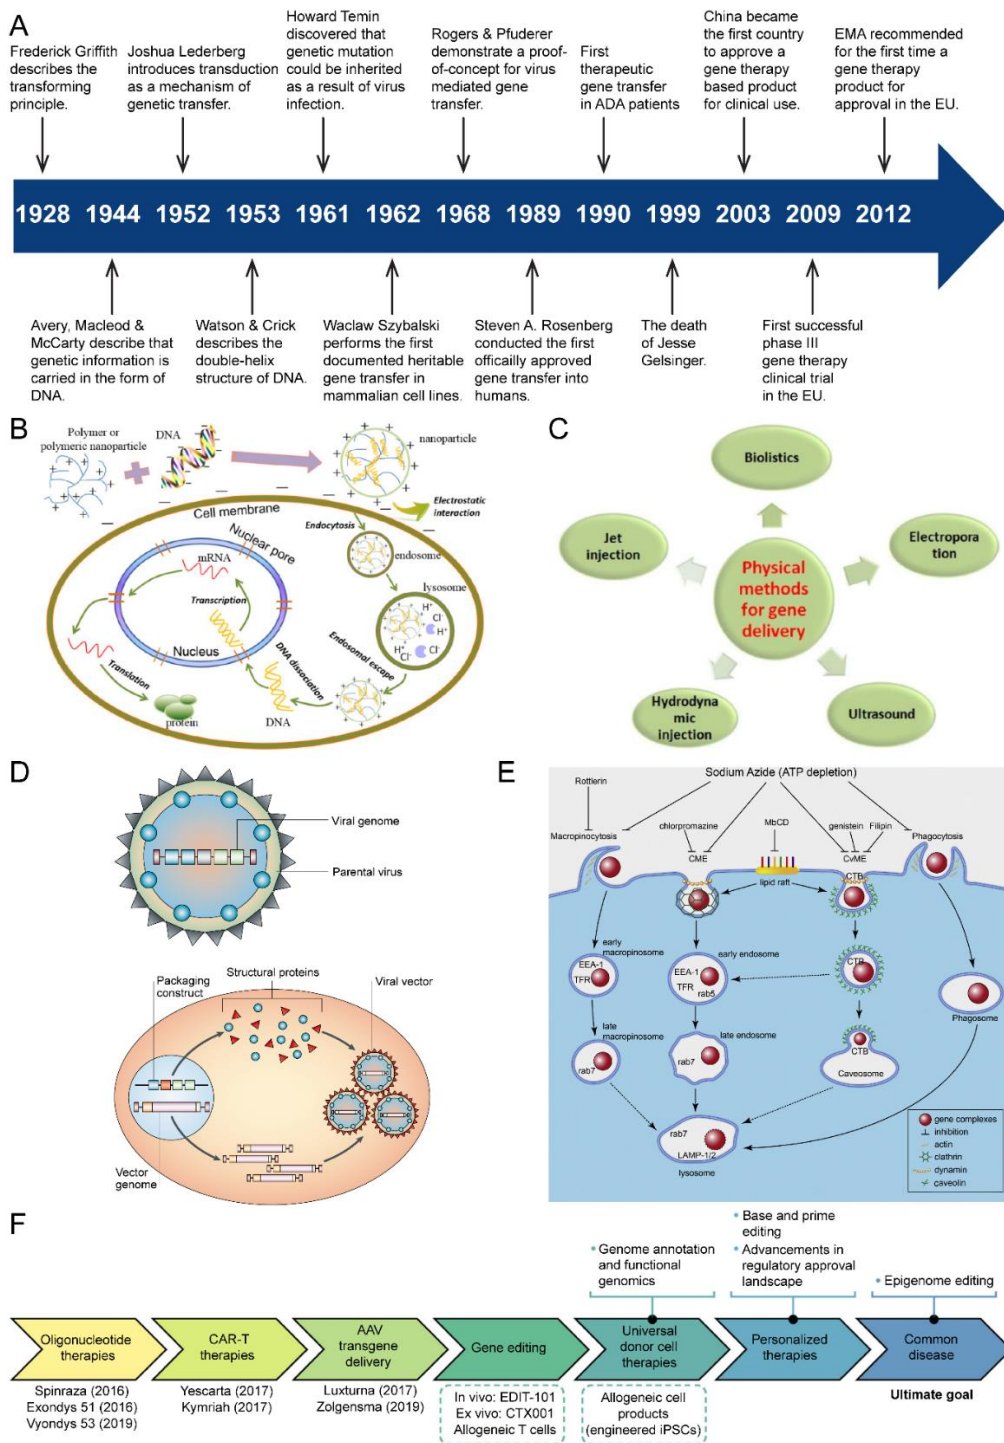 A
Frederick Griffith
describes the
transforming
principle.
Joshua Lederberg
introduces transduction
as a mechanism of
genetic transfer.
Howard Temin
discovered that
genetic mutation
could be inherited
as a result of virus
infection.
Rogers & Pfuderer
demonstrate a proof-
of-concept for virus
mediated gene
transfer.
First
therapeutic
gene transfer
in ADA patients
China became
the first country
to approve a
gene therapy
based product
for clinical use.
EMA recommended
for the first time a
gene therapy
product for
approval in the EU.
1928 1944 1952 1953 1961 1962 1968 1989 1990 1999 2003 2009 2012
Avery, Macleod &
McCarty describe that
genetic information is
carried in the form of
DNA.
Watson & Crick
describes the
double-helix
structure of DNA.
Waclaw Szybalski
performs the first
documented heritable
gene transfer in
mammalian cell lines.
Steven A. Rosenberg
conducted the first
offically approved
gene transfer into
humans.
The death
of Jesse
Gelsinger.
First successful
phase III
gene therapy
clinical trial
in the EU.
B
Polymer or
polymeric nanoparticle
DNA
nanoparticle
Electrostatic
interaction
Cell membrane
Endocytosis
endosome
Nuclear pore
mRNA
lysosome
H+
Cl-
H+
H+
Cl-
Cl-
Transcription
Nucleus
Endosomal escape
DNA dissociation
Translation
DNA
protein
C
Biolistics
Jet
injection
Electropora
tion
Physical
methods
for gene
delivery
Hydrodyna
mic
injection
Ultrasound
D
Viral genome
Parental virus
Structural proteins
Packaging
construct
Viral vector
Vector
genome
E
Sodium Azide (ATP depletion)
Rottlerin
Macropinocytosis
chlorpromazine
CME
MbCD
genistein
Filipin
CvME
Phagocytosis
lipid raft
CTB
early
macropinosome
early endosome
EEA-1
TFR
EEA-1
TFR
rab5
CTB
Phagosome
late
macropinosome
late endosome
rab7
rab7
CTB
Caveosome
rab7
LAMP-1/2
lysosome
gene complexes
inhibition
actin
clathrin
dynamin
caveolin
F
• Genome annotation
and functional
genomics
• Base and prime
editing
• Advancements in
regulatory approval
landscape
• Epigenome editing
Oligonucleotide
therapies
CAR-T
therapies
AAV
transgene
delivery
Gene editing
Universal
donor cell
therapies
Personalized
therapies
Common
disease
Spinraza (2016)
Exondys 51 (2016)
Vyondys 53 (2019)
Yescarta (2017)
Kymriah (2017)
Luxturna (2017)
Zolgensma (2019)
In vivo: EDIT-101
Ex vivo: CTX001
Allogeneic T cells
Allogeneic cell
products
(engineered iPSCs)
Ultimate goal